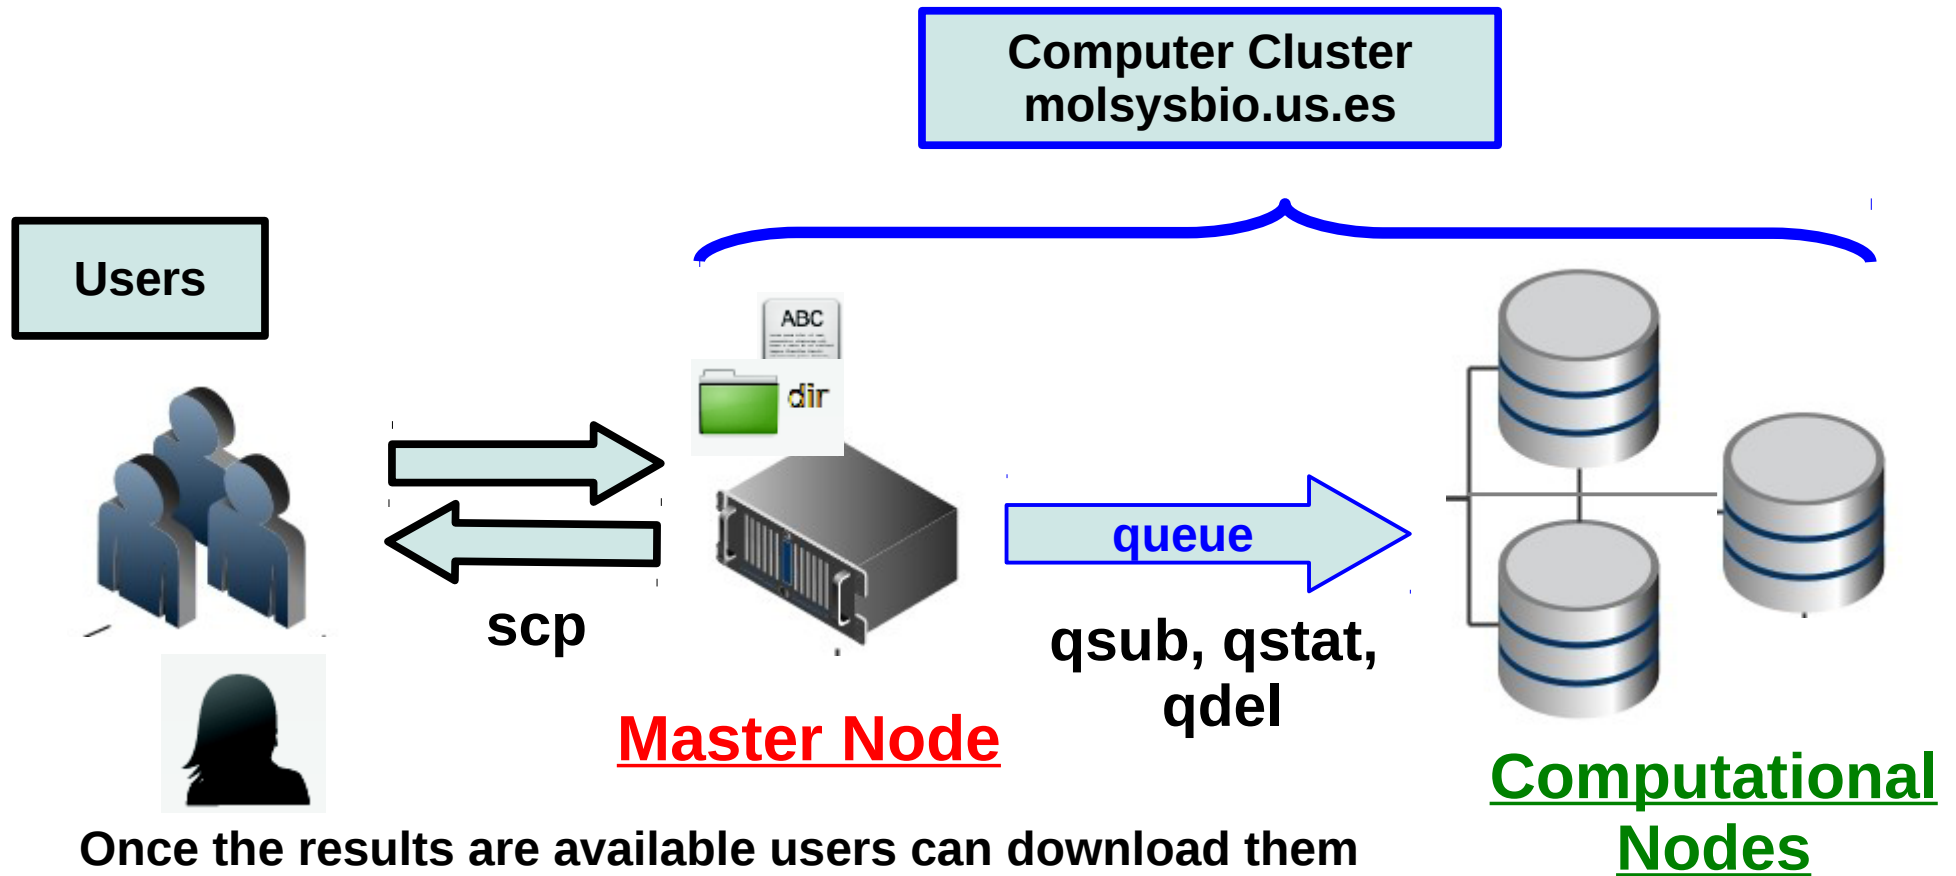 Computer Cluster
molsysbio.us.es
Users
ABC
dir
scp
queue
qsub, qstat,
qdel
Master Node
Computational
Nodes
Once the results are available users can download them